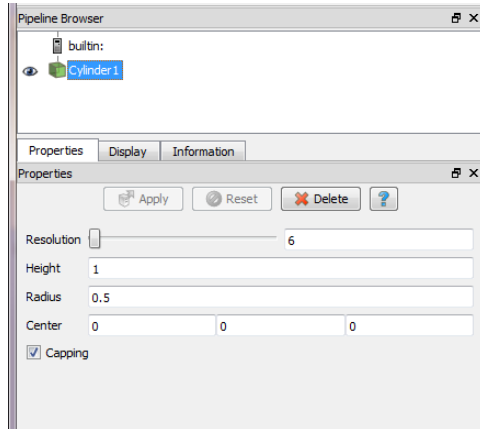 Pipeline Browser
builtin:
Cylinder1
Properties Display Information
Properties
Apply Reset Delete ?
Resolution 6
Height 1
Radius 0.5
Center 0 0 0
Capping